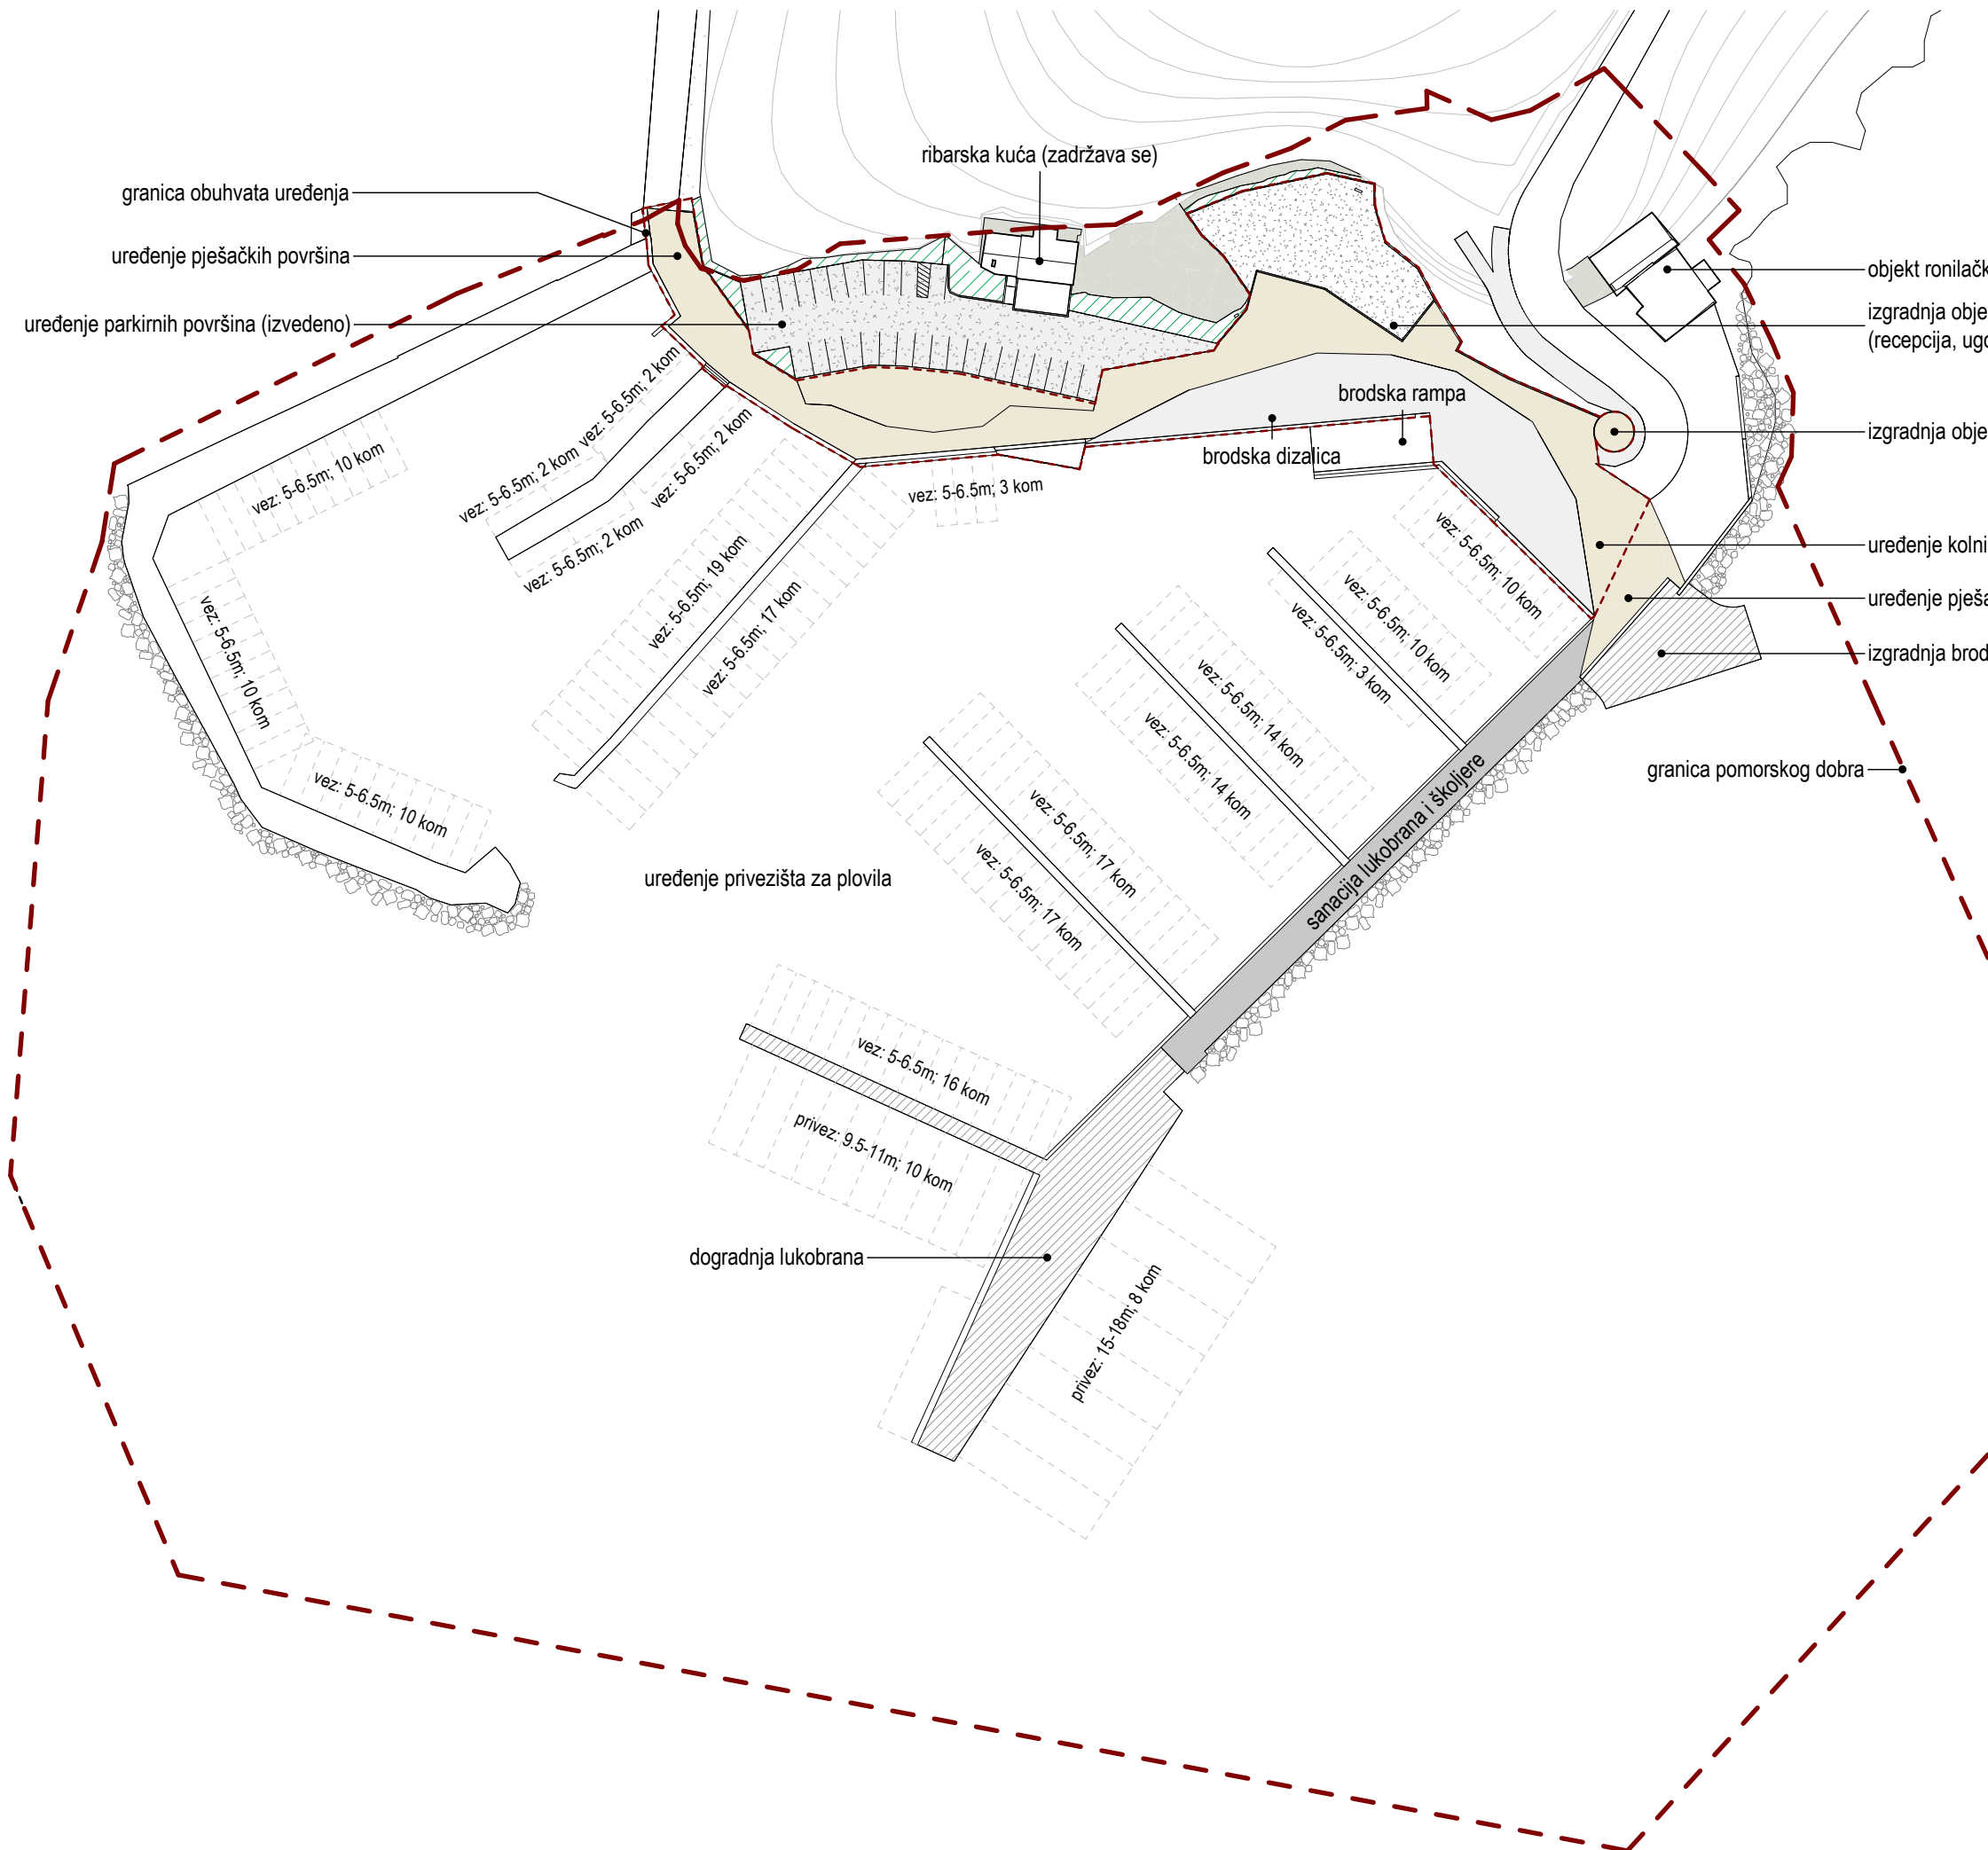 ribarska kuća (zadržava se)
granica obuhvata uređenja
uređenje pješačkih površina
uređenje parkirnih površina (izvedeno)
objekt
izgradnja
(recepcija,
brodska rampa
brodska dizalica
izgradnja
vez: 5-6.5m; 2 kom
vez: 5-6.5m; 2 kom
vez: 5-6.5m; 2 kom
vez: 5-6.5m; 2 kom
vez: 5-6.5m; 10 kom
vez: 5-6.5m; 3 kom
vez: 5-6.5m; 19 kom
vez: 5-6.5m; 17 kom
vez: 5-6.5m; 10 kom
uređenje
vez: 5-6.5m; 10 kom
vez: 5-6.5m; 3 kom
uređenje
izgradnja
vez: 5-6.5m; 10 kom
vez: 5-6.5m; 14 kom
vez: 5-6.5m; 14 kom
granica pomorskog dobra
vez: 5-6.5m; 10 kom
vez: 5-6.5m; 17 kom
vez: 5-6.5m; 17 kom
sanacija lukobrana i školjere
uređenje privezišta za plovila
vez: 5-6.5m; 16 kom
privez: 9.5-11m; 10 kom
dogradnja lukobrana
privez: 15-18m; 8 kom